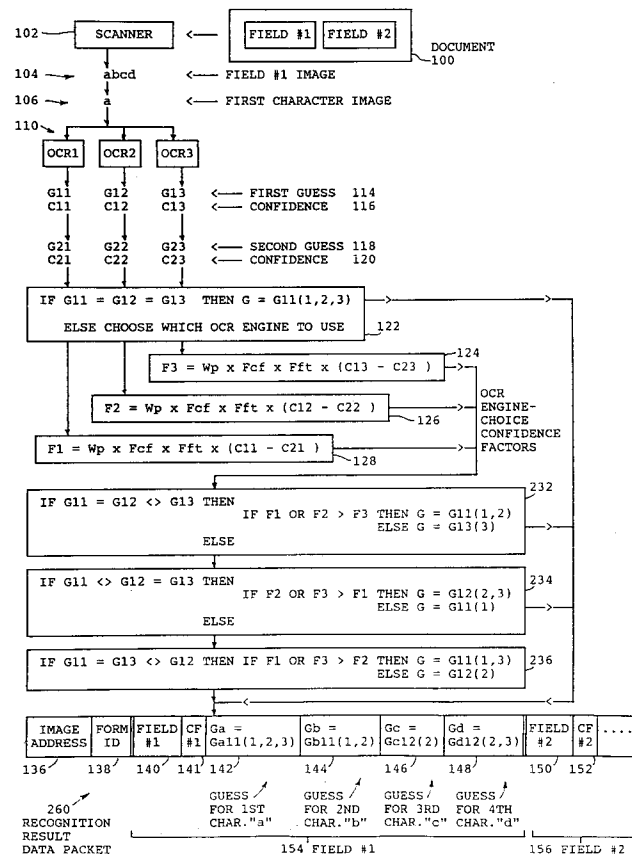 102 SCANNER <- FIELD #1 FIELD #2
DOCUMENT
100
104 abcd <-- FIELD #1 IMAGE
106 a <-- FIRST CHARACTER IMAGE
110
OCR1 OCR2 OCR3
G11 G12 G13 <-- FIRST GUESS 114
C11 C12 C13 <-- CONFIDENCE 116
G21 G22 G23 <-- SECOND GUESS 118
C21 C22 C23 <-- CONFIDENCE 120
IF G11 = G12 = G13 THEN G = G11(1,2,3)
ELSE CHOOSE WHICH OCR ENGINE TO USE
122
124
F3 = Wp x Fcf x Fft x (C13 - C23 )
F2 = Wp x Fcf x Fft x (C12 - C22 )
126
F1 = Wp x Fcf x Fft x (C11 - C21 )
128
OCR
ENGINE-
CHOICE
CONFIDENCE
FACTORS
232
IF G11 = G12 <> G13 THEN
IF F1 OR F2 > F3 THEN G = G11(1,2)
ELSE G = G13(3)
ELSE
234
IF G11 <> G12 = G13 THEN
IF F2 OR F3 > F1 THEN G = G12(2,3)
ELSE G = G11(1)
ELSE
236
IF G11 = G13 <> G12 THEN IF F1 OR F3 > F2 THEN G = G11(1,3)
ELSE G = G12(2)
IMAGE FORM FIELD CF Ga = Gb = Gc = Gd = FIELD CF ....
ADDRESS ID #1 #1 Ga11(1,2,3) Gb11(1,2) Gc12(2) Gd12(2,3) #2 #2
136 138 140 141 142 144 146 148 150 152
260
RECOGNITION
RESULT
DATA PACKET
GUESS GUESS GUESS GUESS
FOR 1ST FOR 2ND FOR 3RD FOR 4TH
CHAR."a" CHAR."b" CHAR."c" CHAR."d"
154 FIELD #1 156 FIELD #2